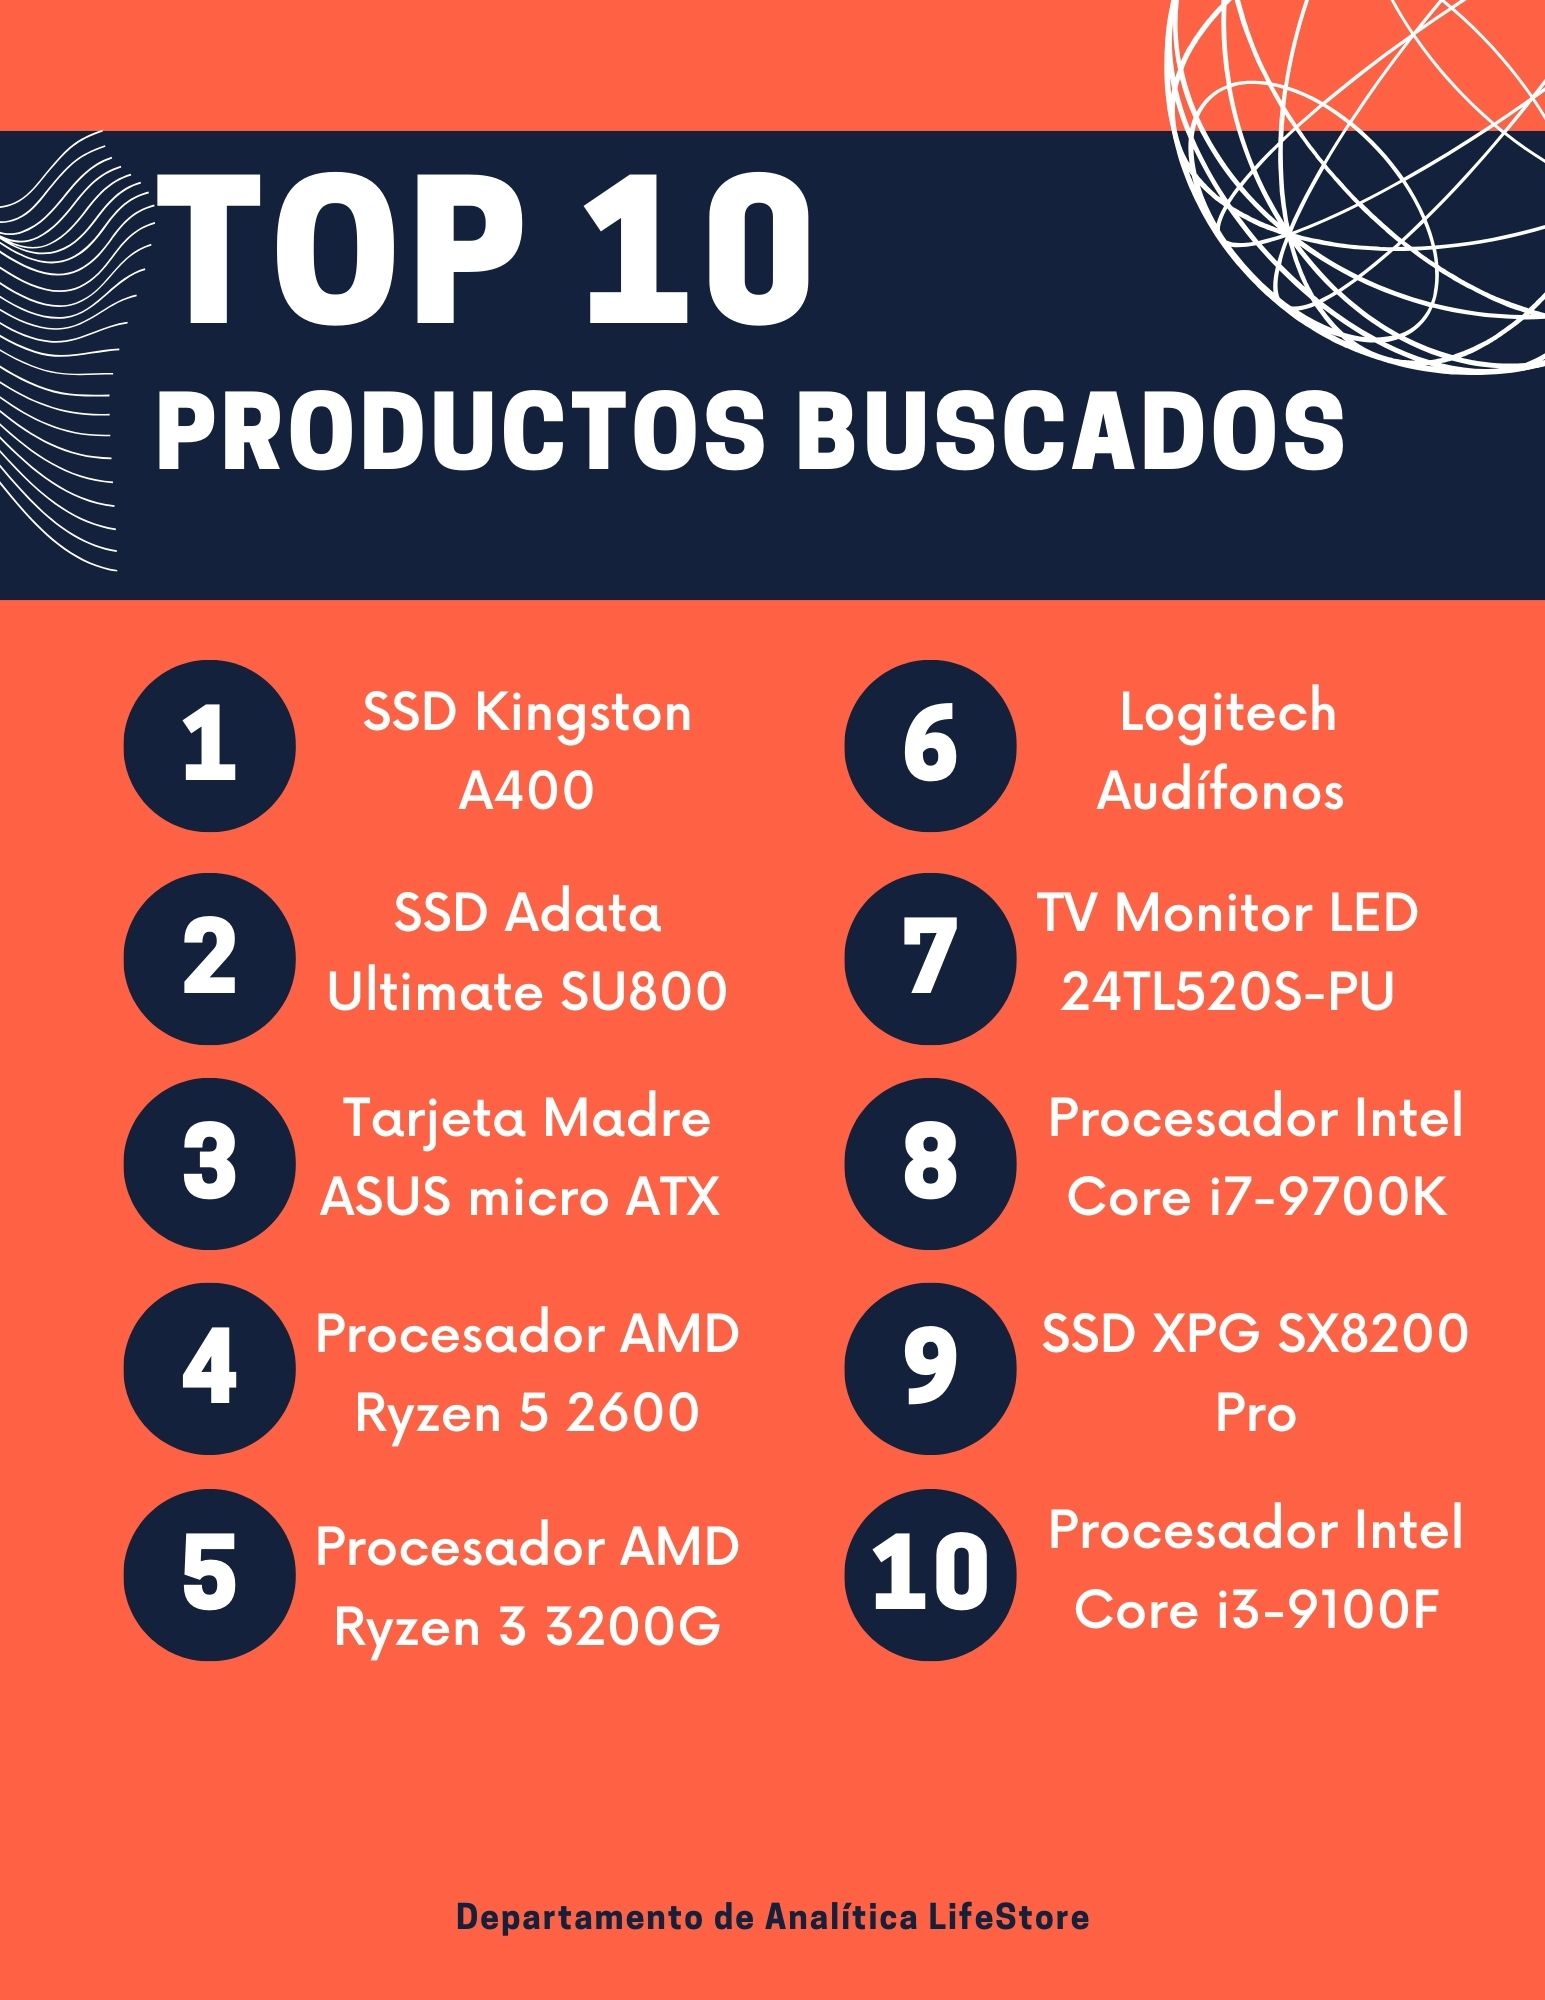 TOP 10
PRODUCTOS BUSCADOS
1
SSD Kingston
A400
2
SSD Adata
Ultimate SU800
3
Tarjeta Madre
ASUS micro ATX
4
Procesador AMD
Ryzen 5 2600
5
Procesador AMD
Ryzen 3 3200G
6
Logitech
Audífonos
7
TV Monitor LED
24TL520S-PU
8
Procesador Intel
Core i7-9700K
9
SSD XPG SX8200
Pro
10
Procesador Intel
Core i3-9100F
Departamento de Analítica LifeStore